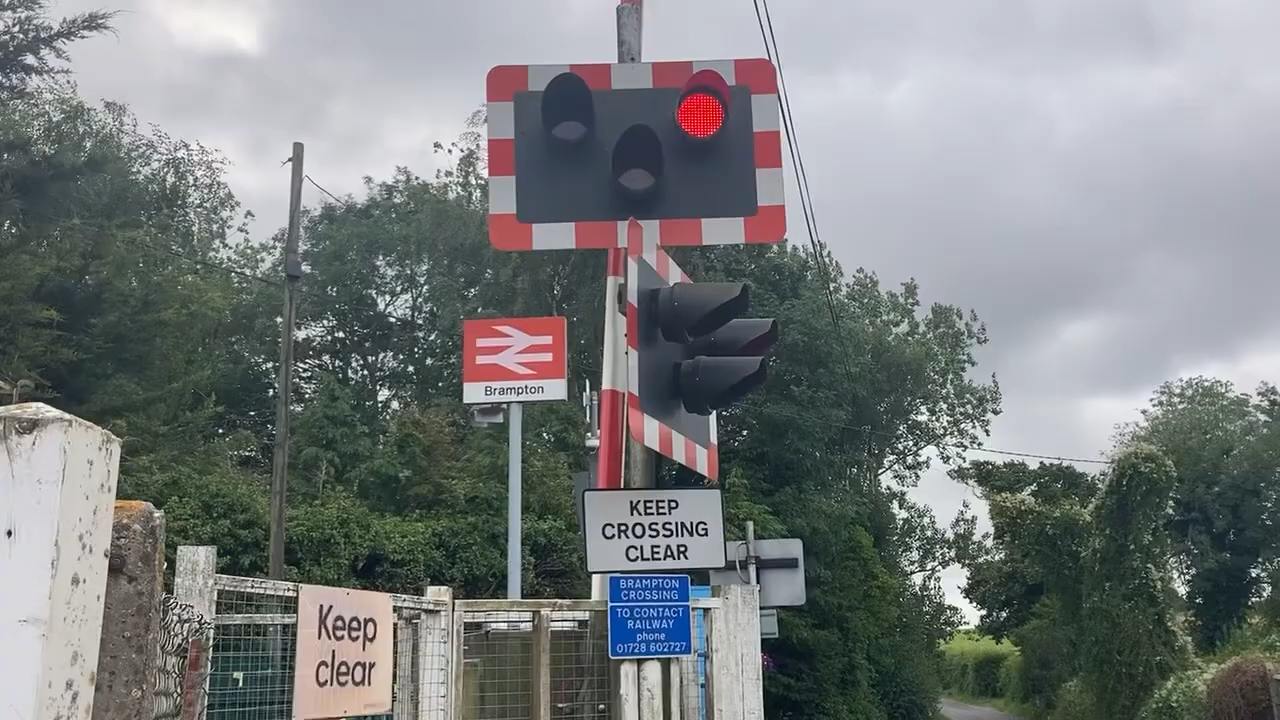 Brampton
KEEP
CROSSING
CLEAR
BRAMPTON
CROSSING
TO CONTACT
RAILWAY
phone
01728 602727
Keep
clear